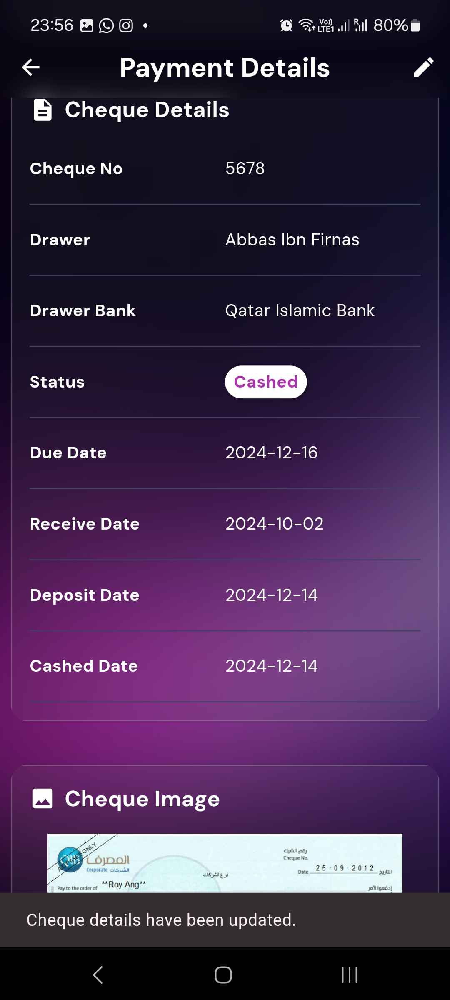 23:56 Vo)) LTE1 R 80%
Payment Details
Cheque Details
Cheque No 5678
Drawer Abbas Ibn Firnas
Drawer Bank Qatar Islamic Bank
Status Cashed
Due Date 2024-12-16
Receive Date 2024-10-02
Deposit Date 2024-12-14
Cashed Date 2024-12-14
Cheque Image
AC PAYEE ONLY
المصرف
Corporate الشركات
فرع الشركات
رقم الشيك
Cheque No.
Date 25-09-2012 التاريخ
Pay to the order of **Roy Ang** إدفعوا لأمر
Cheque details have been updated.